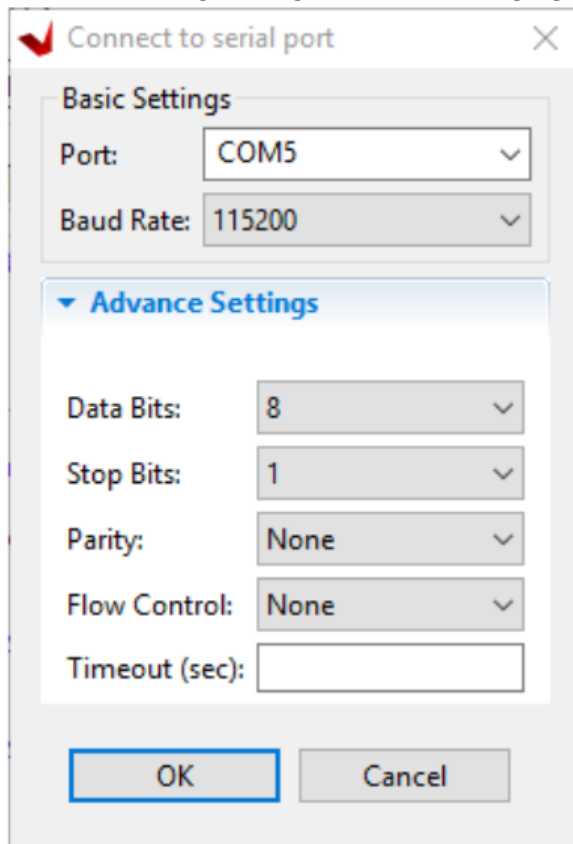 Connect to serial port
Basic Settings
Port: COM5
Baud Rate: 115200
Advance Settings
Data Bits: 8
Stop Bits: 1
Parity: None
Flow Control: None
Timeout (sec):
OK Cancel